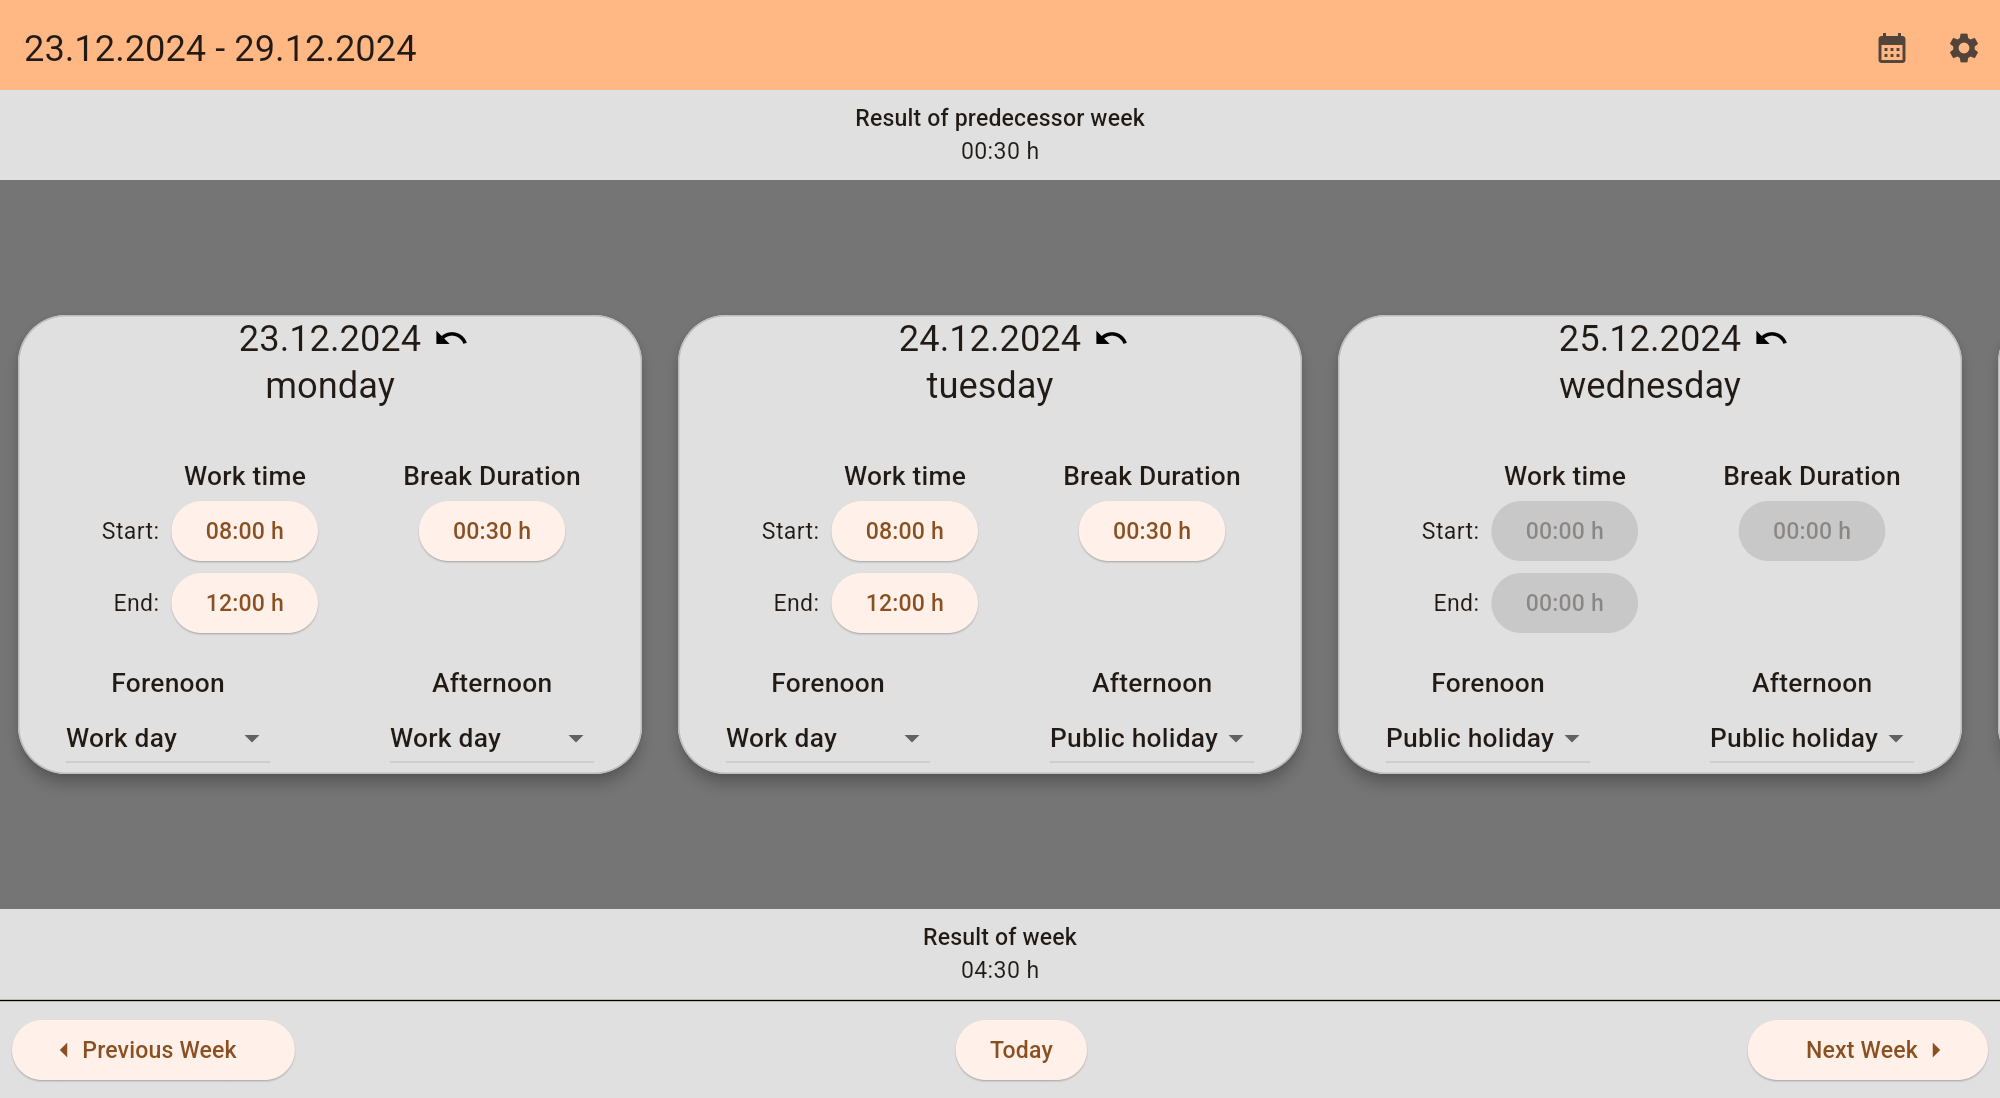 23.12.2024 - 29.12.2024
Result of predecessor week
00:30 h
23.12.2024
monday
Work time Break Duration
Start: 08:00 h 00:30 h
End: 12:00 h
Forenoon Afternoon
Work day Work day
24.12.2024
tuesday
Work time Break Duration
Start: 08:00 h 00:30 h
End: 12:00 h
Forenoon Afternoon
Work day Public holiday
25.12.2024
wednesday
Work time Break Duration
Start: 00:00 h 00:00 h
End: 00:00 h
Forenoon Afternoon
Public holiday Public holiday
Result of week
04:30 h
Previous Week Today Next Week